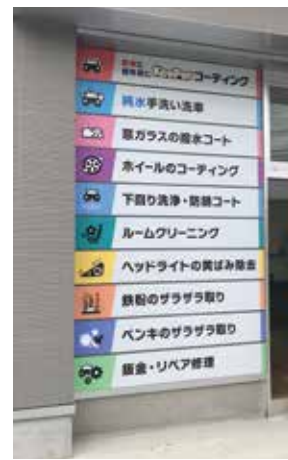 コーティング
純水手洗い洗車
窓ガラスの撥水コート
ホイールのコーティング
下回り洗浄・防錆コート
ルームクリーニング
ヘッドライトの黄ばみ除去
鉄粉のザラザラ取り
ペンキのザラザラ取り
鈑金・リペア修理